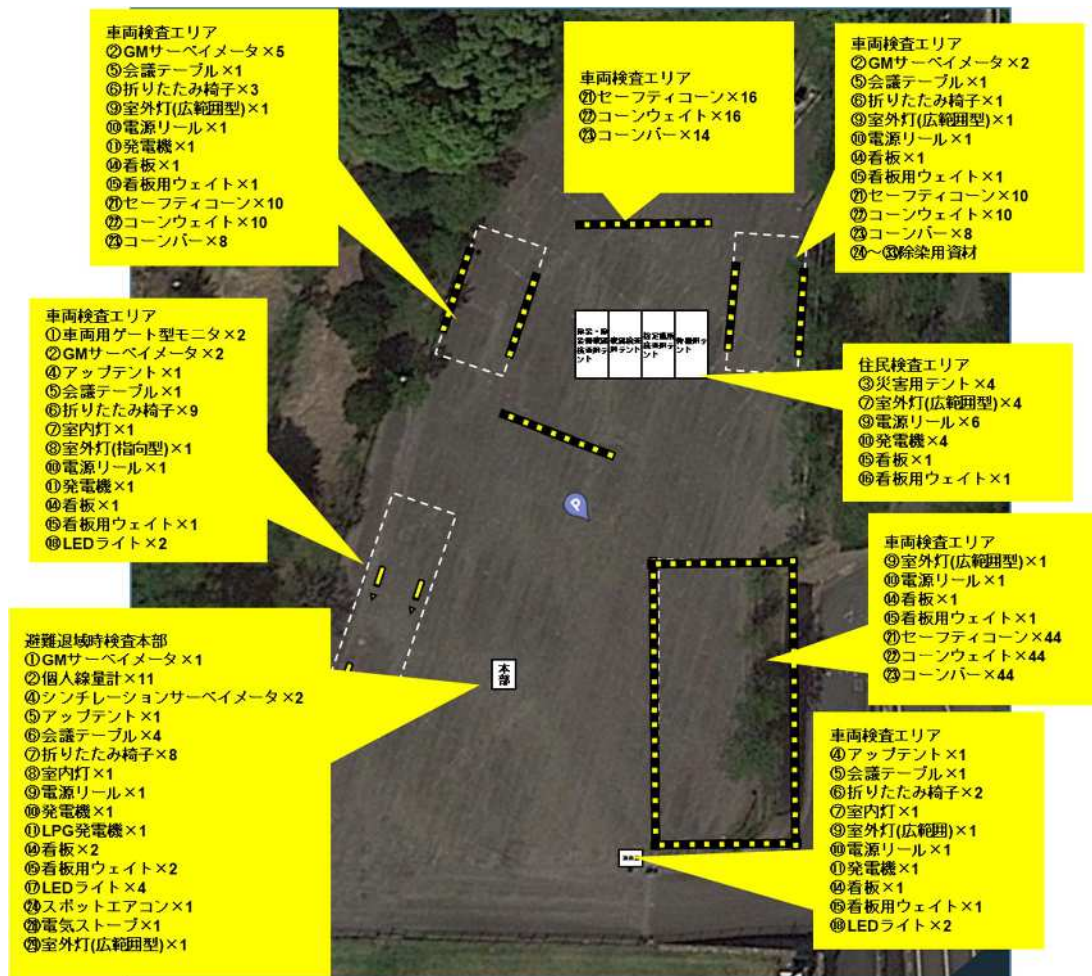 車両検査エリア
②GMサーベイメータ×5
⑤会議テーブル×1
⑥折りたたみ椅子×3
⑨室外灯(広範囲型)×1
⑩電源リール×1
⑪発電機×1
⑭看板×1
⑮看板用ウェイト×1
㉑セーフティコーン×10
㉒コーンウェイト×10
㉓コーンバー×8
車両検査エリア
㉑セーフティコーン×16
㉒コーンウェイト×16
㉓コーンバー×14
車両検査エリア
②GMサーベイメータ×2
⑤会議テーブル×1
⑥折りたたみ椅子×1
⑨室外灯(広範囲型)×1
⑩電源リール×1
⑭看板×1
⑮看板用ウェイト×1
㉑セーフティコーン×10
㉒コーンウェイト×10
㉓コーンバー×8
㉔～㉝除染用資材
車両検査エリア
①車両用ゲート型モニタ×2
②GMサーベイメータ×2
④アップテント×1
⑤会議テーブル×1
⑥折りたたみ椅子×9
⑦室内灯×1
⑧室外灯(指向型)×1
⑩電源リール×1
⑪発電機×1
⑭看板×1
⑮看板用ウェイト×1
⑱LEDライト×2
住民検査エリア
③災害用テント×4
⑦室外灯(広範囲型)×4
⑨電源リール×6
⑩発電機×4
⑮看板×1
⑯看板用ウェイト×1
P
車両検査エリア
⑨室外灯(広範囲型)×1
⑩電源リール×1
⑭看板×1
⑮看板用ウェイト×1
㉑セーフティコーン×44
㉒コーンウェイト×44
㉓コーンバー×44
避難退域時検査本部
①GMサーベイメータ×1
②個人線量計×11
④シンチレーションサーベイメータ×2
⑤アップテント×1
⑥会議テーブル×4
⑦折りたたみ椅子×8
⑧室内灯×1
⑨電源リール×1
⑩発電機×1
⑪LPG発電機×1
⑭看板×2
⑮看板用ウェイト×2
⑰LEDライト×4
スポットエアコン×1
電気ストーブ×1
室外灯(広範囲型)×1
本部
車両検査エリア
④アップテント×1
⑤会議テーブル×1
⑥折りたたみ椅子×2
⑦室内灯×1
⑨室外灯(広範囲)×1
⑩電源リール×1
⑪発電機×1
⑭看板×1
⑮看板用ウェイト×1
⑱LEDライト×2